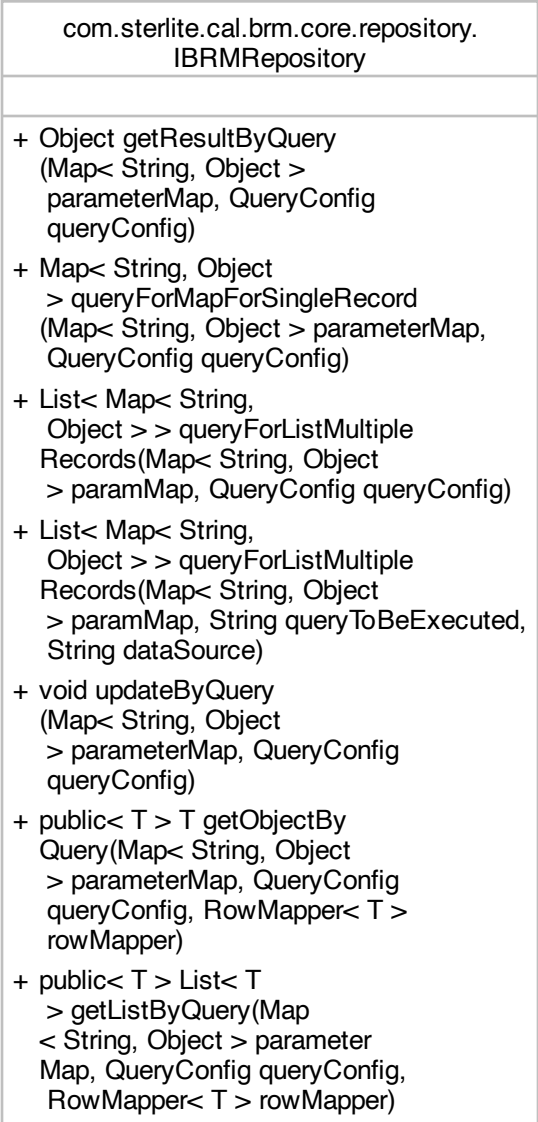 com.sterlite.cal.brm.core.repository.
IBRMRepository
+ Object getResultByQuery
(Map< String, Object >
parameterMap, QueryConfig
queryConfig)
+ Map< String, Object
> queryForMapForSingleRecord
(Map< String, Object > parameterMap,
QueryConfig queryConfig)
+ List< Map< String,
Object > > queryForListMultiple
Records(Map< String, Object
> paramMap, QueryConfig queryConfig)
+ List< Map< String,
Object > > queryForListMultiple
Records(Map< String, Object
> paramMap, String queryToBeExecuted,
String dataSource)
+ void updateByQuery
(Map< String, Object
> parameterMap, QueryConfig
queryConfig)
+ public< T > T getObjectBy
Query(Map< String, Object
> parameterMap, QueryConfig
queryConfig, RowMapper< T >
rowMapper)
+ public< T > List< T
> getListByQuery(Map
< String, Object > parameter
Map, QueryConfig queryConfig,
RowMapper< T > rowMapper)